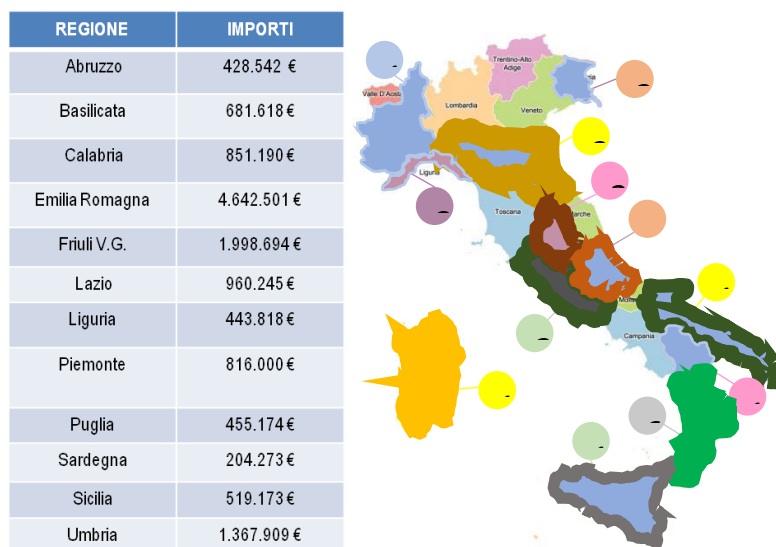 REGIONE IMPORTI
Abruzzo 428.542 €
Basilicata 681.618 €
Calabria 851.190 €
Emilia Romagna 4.642.501 €
Friuli V.G. 1.998.694 €
Lazio 960.245 €
Liguria 443.818 €
Piemonte 816.000 €
Puglia 455.174 €
Sardegna 204.273 €
Sicilia 519.173 €
Umbria 1.367.909 €
Trentino-Alto
Adige
Valle D'Aosta
Lombardia
Veneto
Liguria
Toscana
Campania